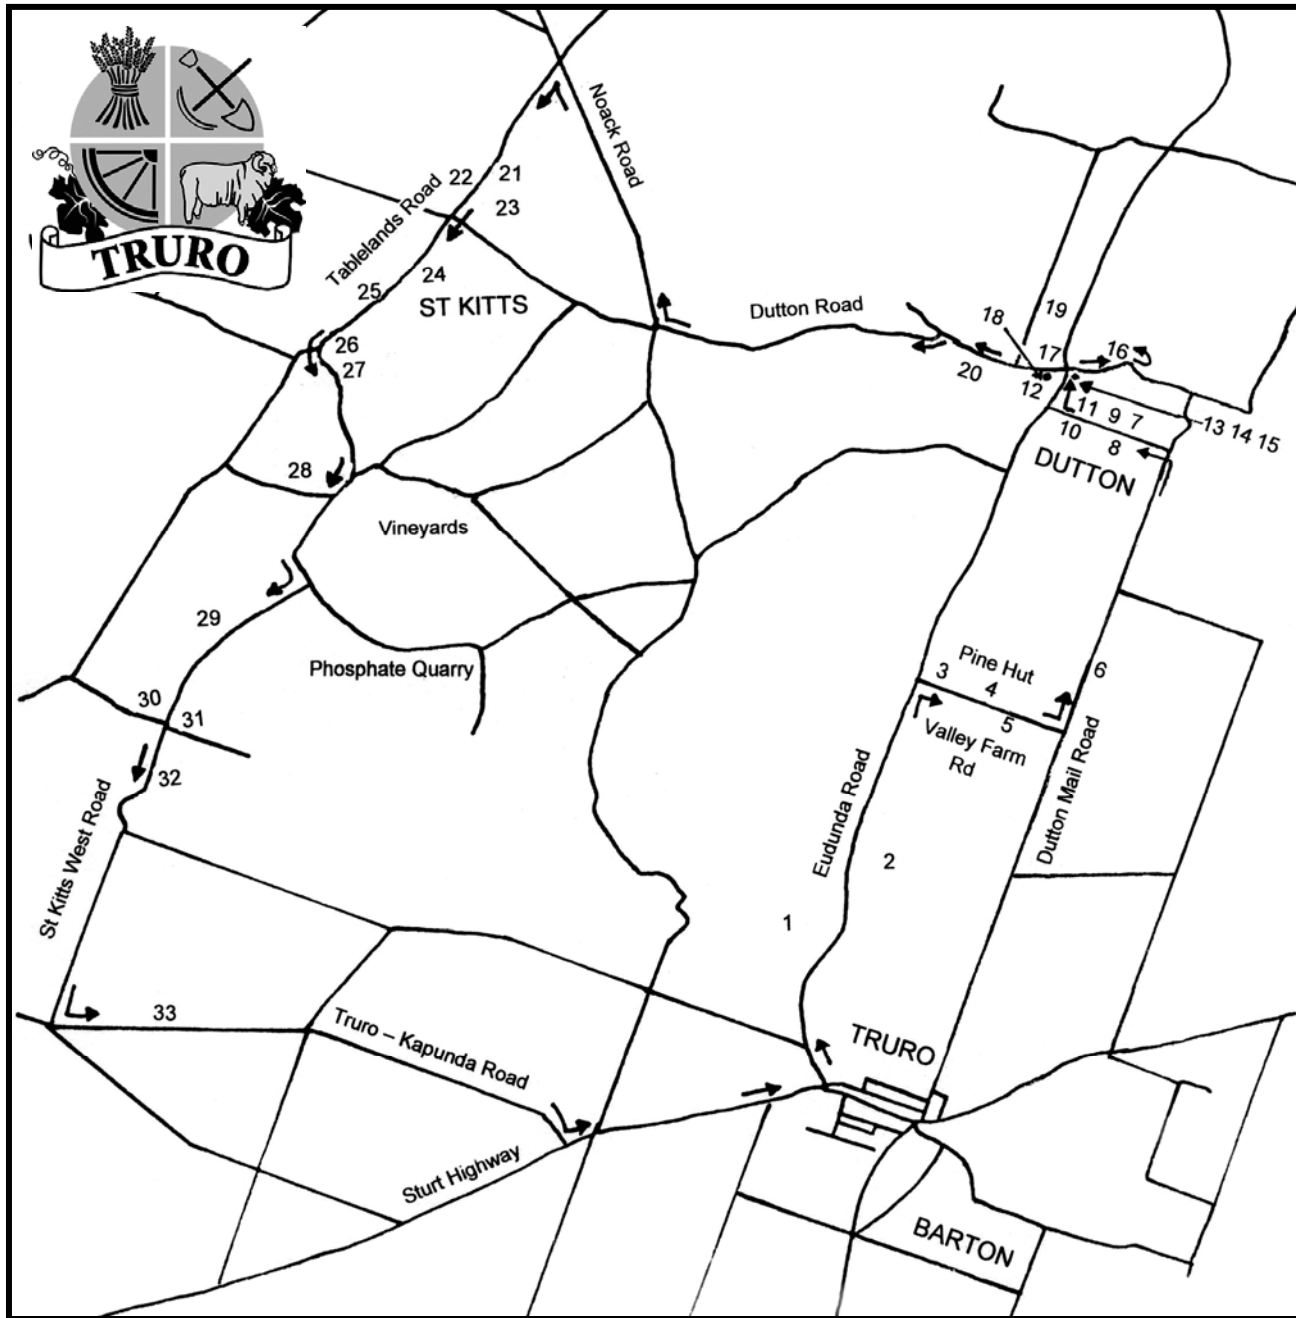 TRURO
Noack Road
22
21
23
Tablelands Road
24
25
ST KITTS
26
27
28
Dutton Road
18
19
17
16
20
12
11 9 7
13 14 15
10
8
DUTTON
Vineyards
29
Phosphate Quarry
30
31
32
St Kitts West Road
33
Truro – Kapunda Road
Sturt Highway
Pine Hut
3
4
5
6
Valley Farm
Rd
Eudunda Road
Dutton Mail Road
2
1
TRURO
BARTON